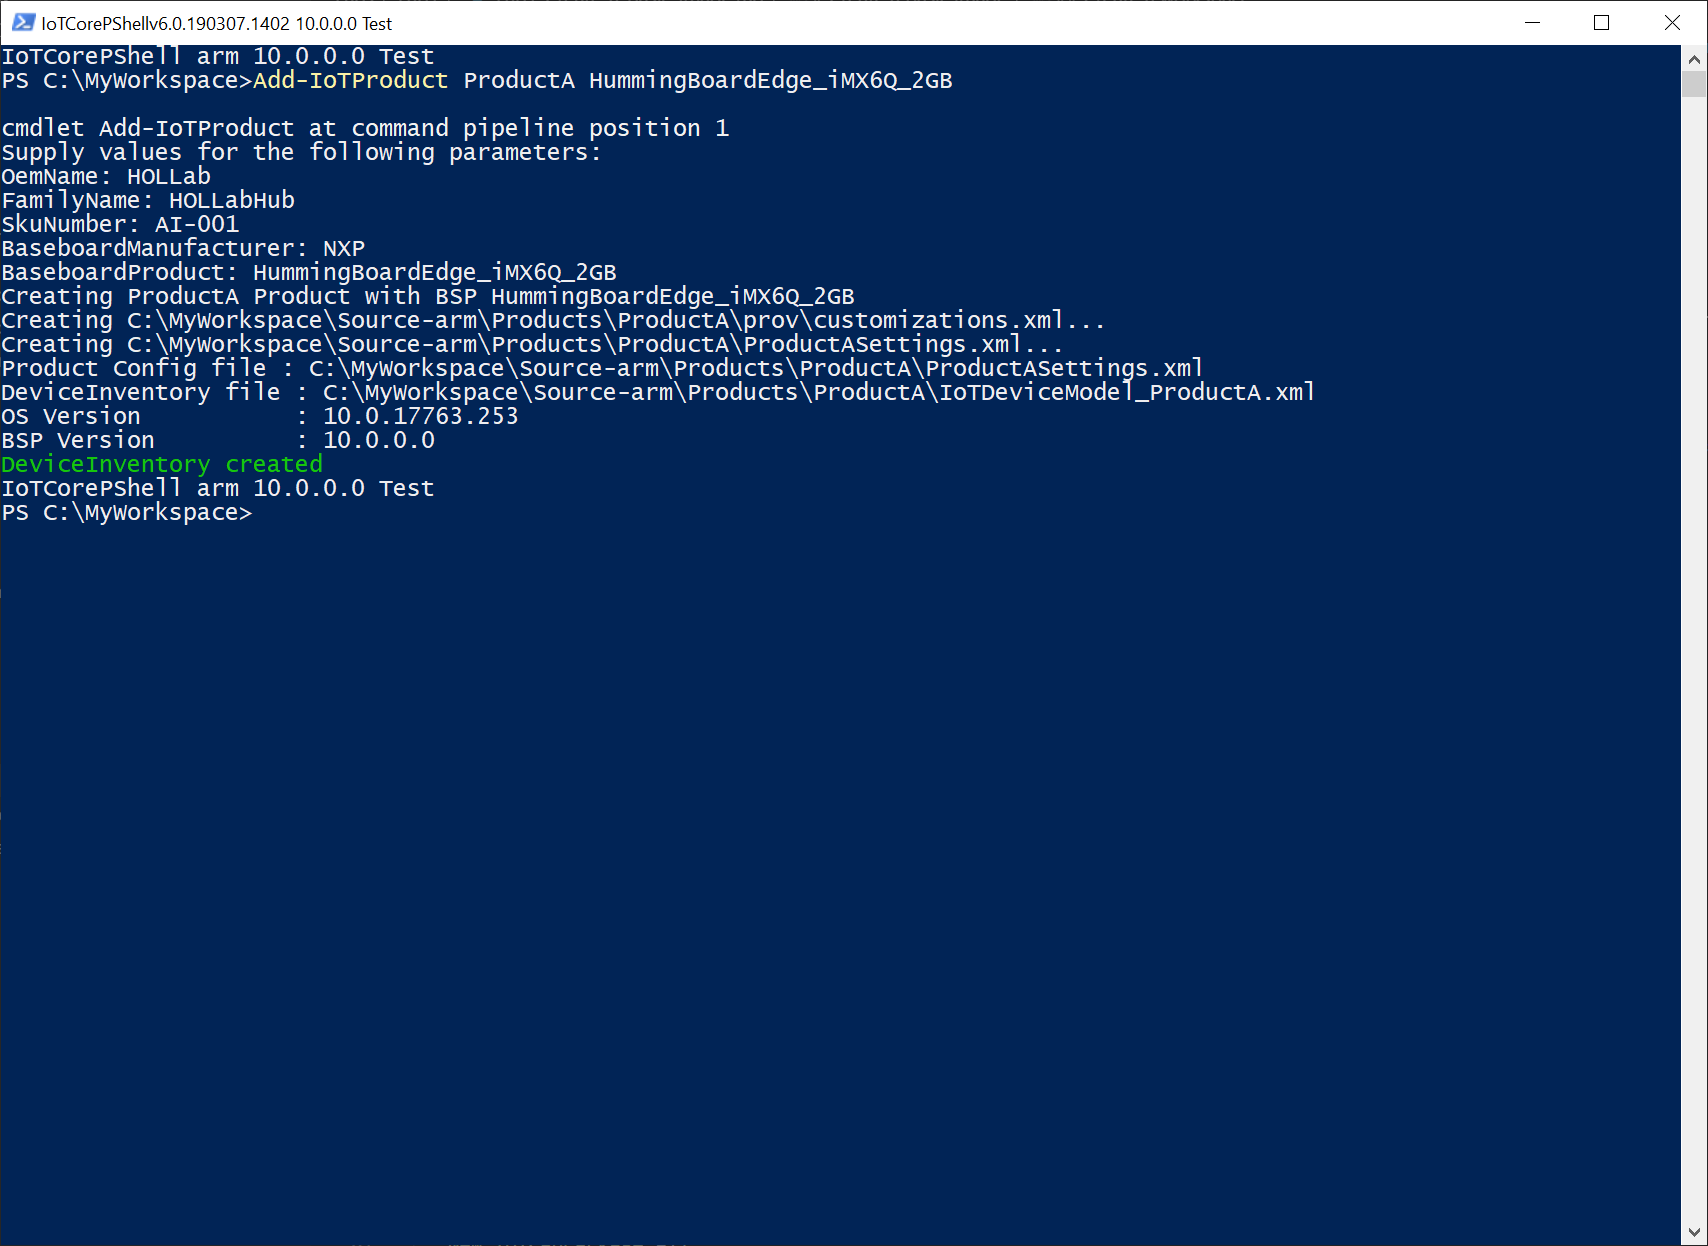 IoTCorePShellv6.0.190307.1402 10.0.0.0 Test
IoTCorePShell arm 10.0.0.0 Test
PS C:\MyWorkspace>Add-IoTProduct ProductA HummingBoardEdge_iMX6Q_2GB
cmdlet Add-IoTProduct at command pipeline position 1
Supply values for the following parameters:
OemName: HOLLab
FamilyName: HOLLabHub
SkuNumber: AI-001
BaseboardManufacturer: NXP
BaseboardProduct: HummingBoardEdge_iMX6Q_2GB
Creating ProductA Product with BSP HummingBoardEdge_iMX6Q_2GB
Creating C:\MyWorkspace\Source-arm\Products\ProductA\prov\customizations.xml...
Creating C:\MyWorkspace\Source-arm\Products\ProductA\ProductASettings.xml...
Product Config file : C:\MyWorkspace\Source-arm\Products\ProductA\ProductASettings.xml
DeviceInventory file : C:\MyWorkspace\Source-arm\Products\ProductA\IoTDeviceModel_ProductA.xml
OS Version           : 10.0.17763.253
BSP Version          : 10.0.0.0
DeviceInventory created
IoTCorePShell arm 10.0.0.0 Test
PS C:\MyWorkspace>